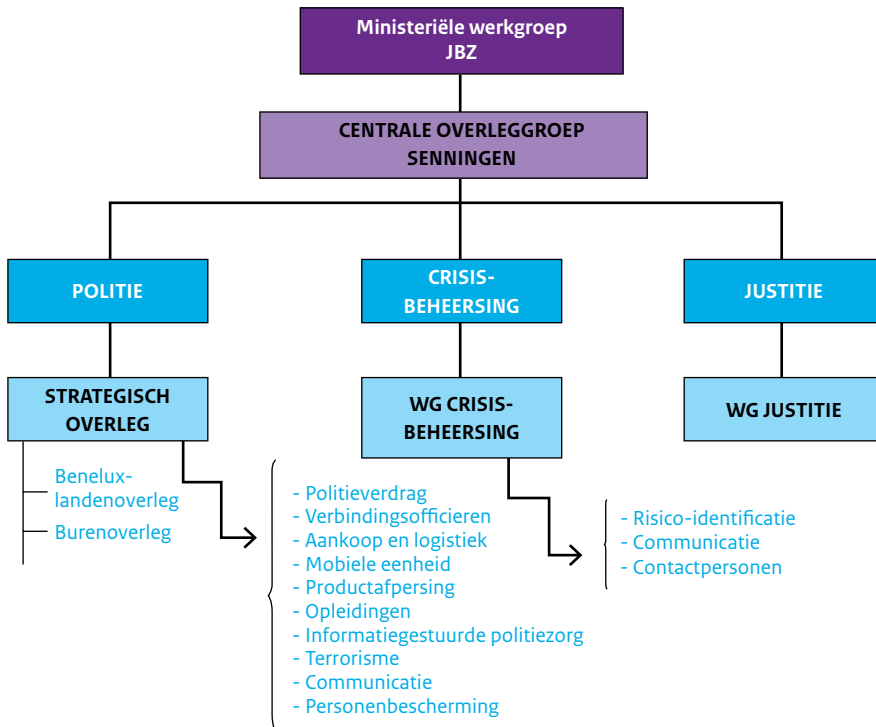 Ministeriële werkgroep
JBZ
CENTRALE OVERLEGGROEP
SENNINGEN
POLITIE
CRISIS-
BEHEERSING
JUSTITIE
STRATEGISCH
OVERLEG
WG CRISIS-
BEHEERSING
WG JUSTITIE
Benelux-
landenoverleg
Burenoverleg
- Politieverdrag
- Verbindingsofficieren
- Aankoop en logistiek
- Mobiele eenheid
- Productafpersing
- Opleidingen
- Informatiegestuurde politiezorg
- Terrorisme
- Communicatie
- Personenbescherming
- Risico-identificatie
- Communicatie
- Contactpersonen